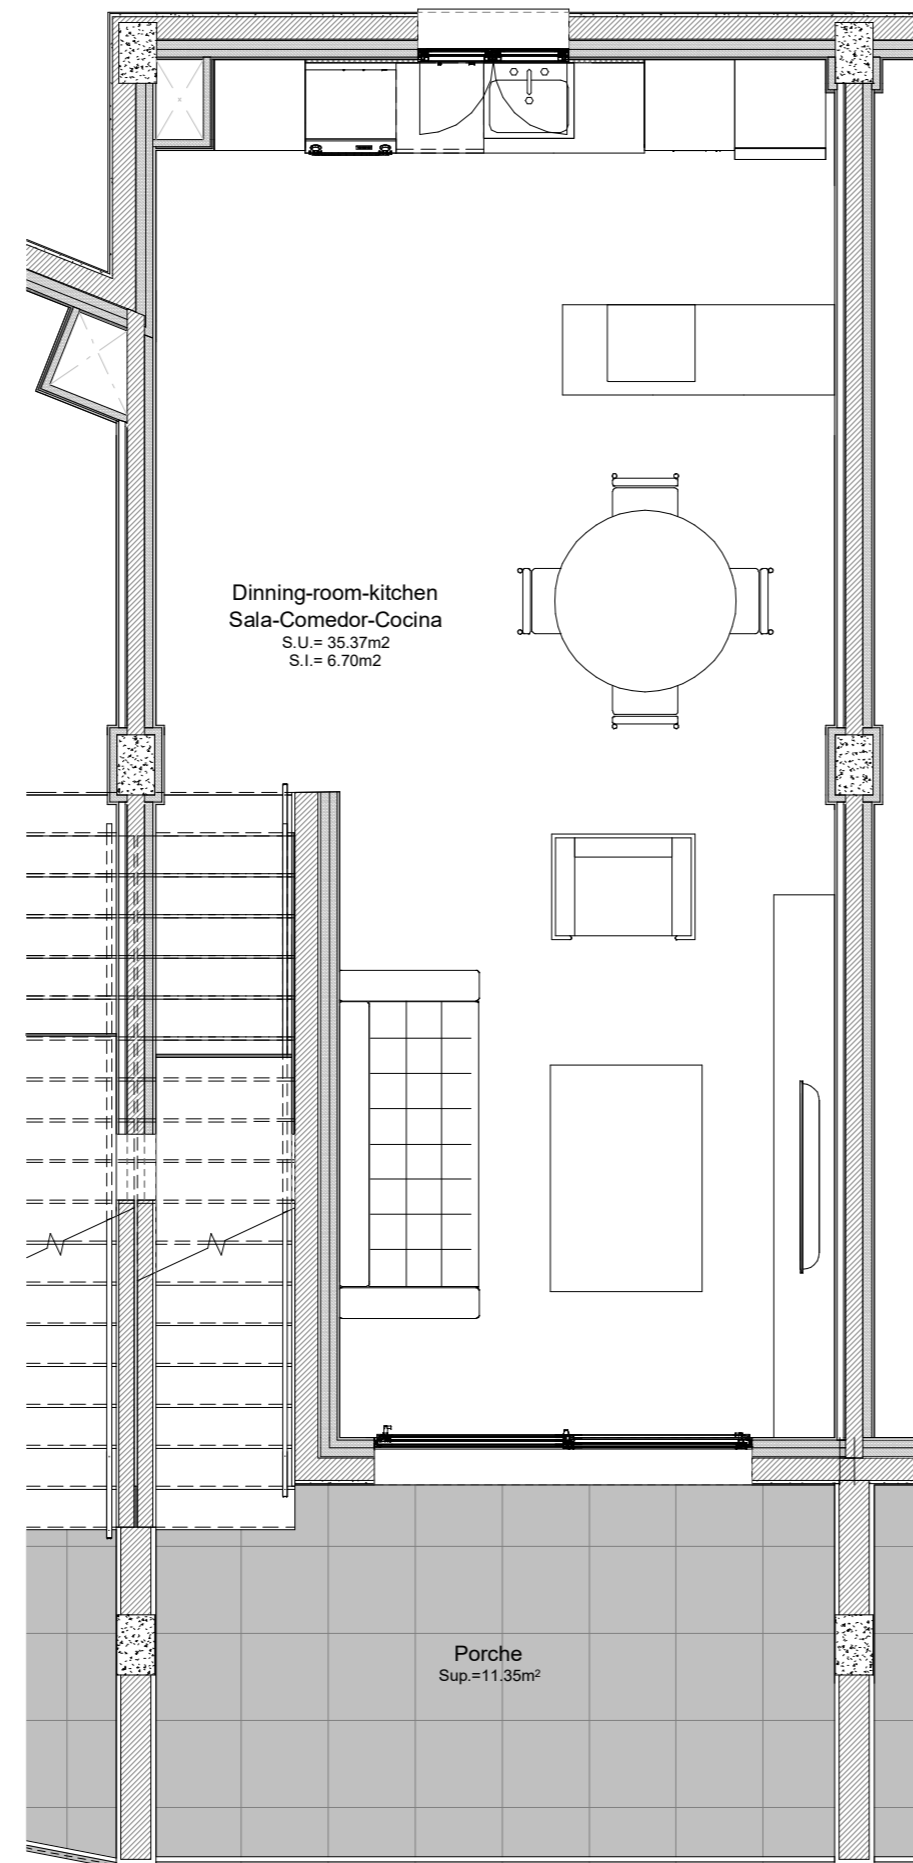 Dinning-room-kitchen
Sala-Comedor-Cocina
S.U.= 35.37m2
S.I.= 6.70m2
Porche
Sup.=11.35m²